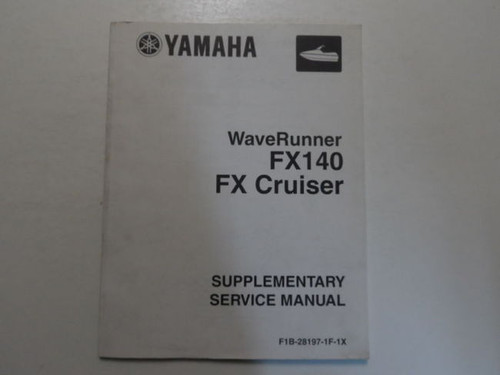 YAMAHA
WaveRunner
FX140
FX Cruiser
SUPPLEMENTARY
SERVICE MANUAL
F1B-28197-1F-1X